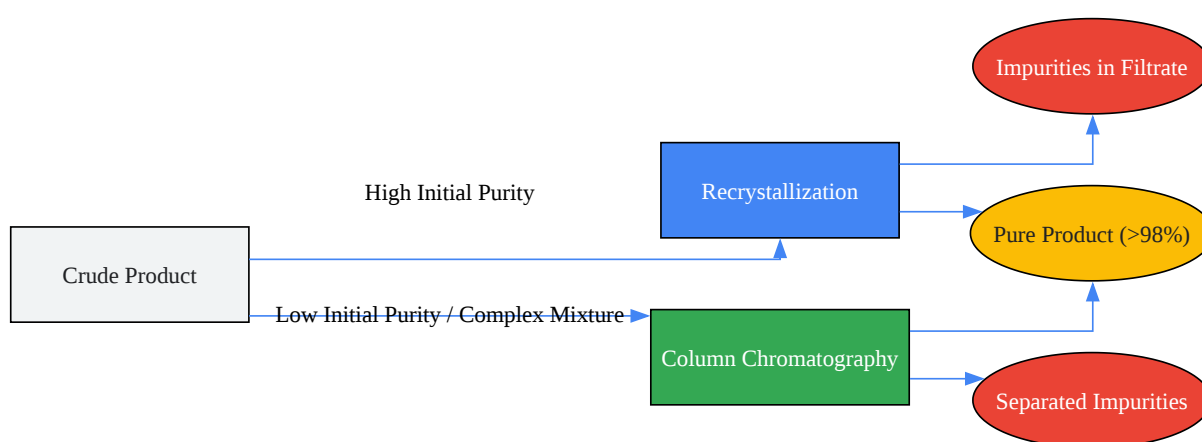 Impurities in Filtrate
High Initial Purity
Recrystallization
Pure Product (>98%)
Crude Product
Low Initial Purity / Complex Mixture
Column Chromatography
Separated Impurities